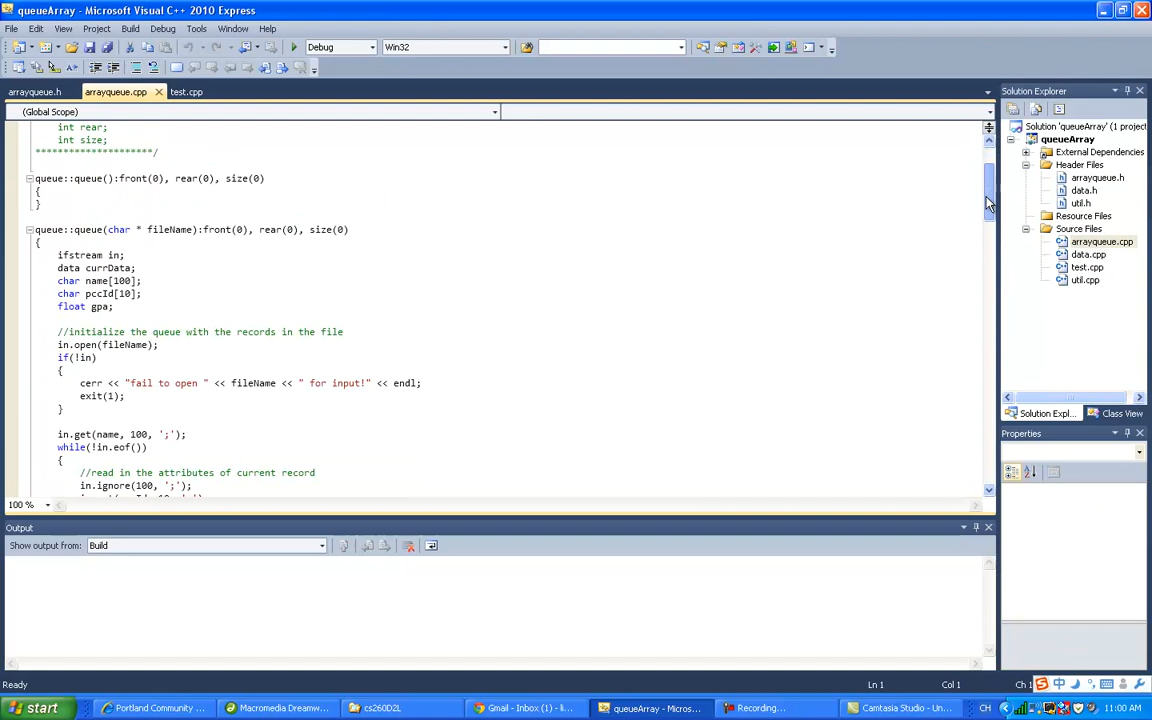 queueArray - Microsoft Visual C++ 2010 Express
File Edit View Project Build Debug Tools Window Help
Debug Win32
arrayqueue.h arrayqueue.cpp test.cpp
(Global Scope)
int rear;
int size;
*********************/
queue::queue():front(0), rear(0), size(0)
{
}
queue::queue(char * fileName):front(0), rear(0), size(0)
{
ifstream in;
data currData;
char name[100];
char pccId[10];
float gpa;
//initialize the queue with the records in the file
in.open(fileName);
if(!in)
{
cerr << "fail to open " << fileName << " for input!" << endl;
exit(1);
}
in.get(name, 100, ';');
while(!in.eof())
{
//read in the attributes of current record
in.ignore(100, ';');
100 %
Output
Show output from: Build
Solution Explorer
Solution 'queueArray' (1 project
queueArray
External Dependencies
Header Files
arrayqueue.h
data.h
util.h
Resource Files
Source Files
arrayqueue.cpp
data.cpp
test.cpp
util.cpp
Solution Expl... Class View
Properties
Ready Ln 1 Col 1 Ch 1 中
start Portland Community ... Macromedia Dreamw... cs260D2L Gmail - Inbox (1) - li... queueArray - Micros... Recording... Camtasia Studio - Un... CH 11:00 AM